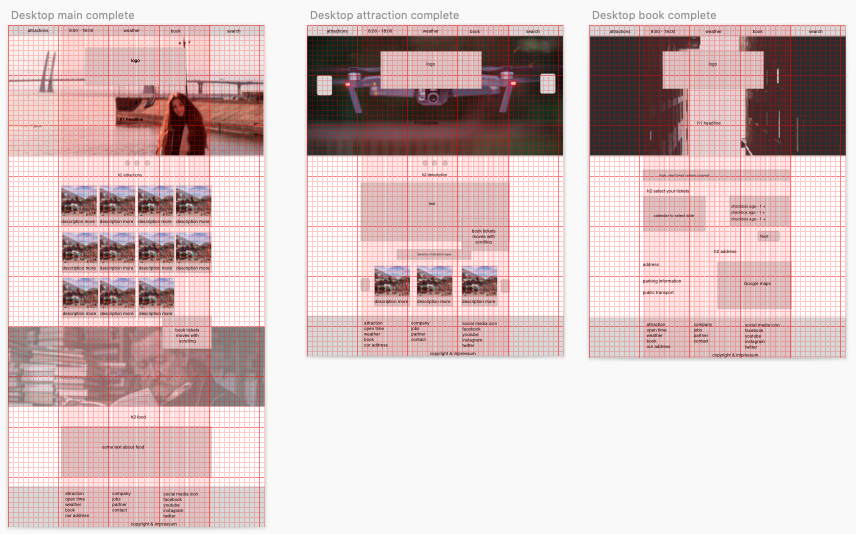 Desktop main complete
attractions 8:00 - 18:00 weather book search
logo
h1 headline
h2 attractions
description more description more description more description more
description more description more description more description more
description more description more description more
book tickets
moves with
scrolling
h2 food
some text about food
attraction company social media icon
open time jobs facebook
weather partner youtube
book contact instagram
our address twitter
copyright & impressum
Desktop attraction complete
attractions 8:00 - 18:00 weather book search
logo
h1 headline
h2 description
text
book tickets
moves with
scrolling
description more description more description more
attraction company social media icon
open time jobs facebook
weather partner youtube
book contact instagram
our address twitter
copyright & impressum
Desktop book complete
attractions 8:00 - 18:00 weather book search
logo
h1 headline
h2 select your tickets
calendar to select date
checkbox age - 1 +
checkbox age - 1 +
checkbox age - 1 +
Next
h2 address
address
parking information
public transport
Google maps
attraction company social media icon
open time jobs facebook
weather partner youtube
book contact instagram
our address twitter
copyright & impressum